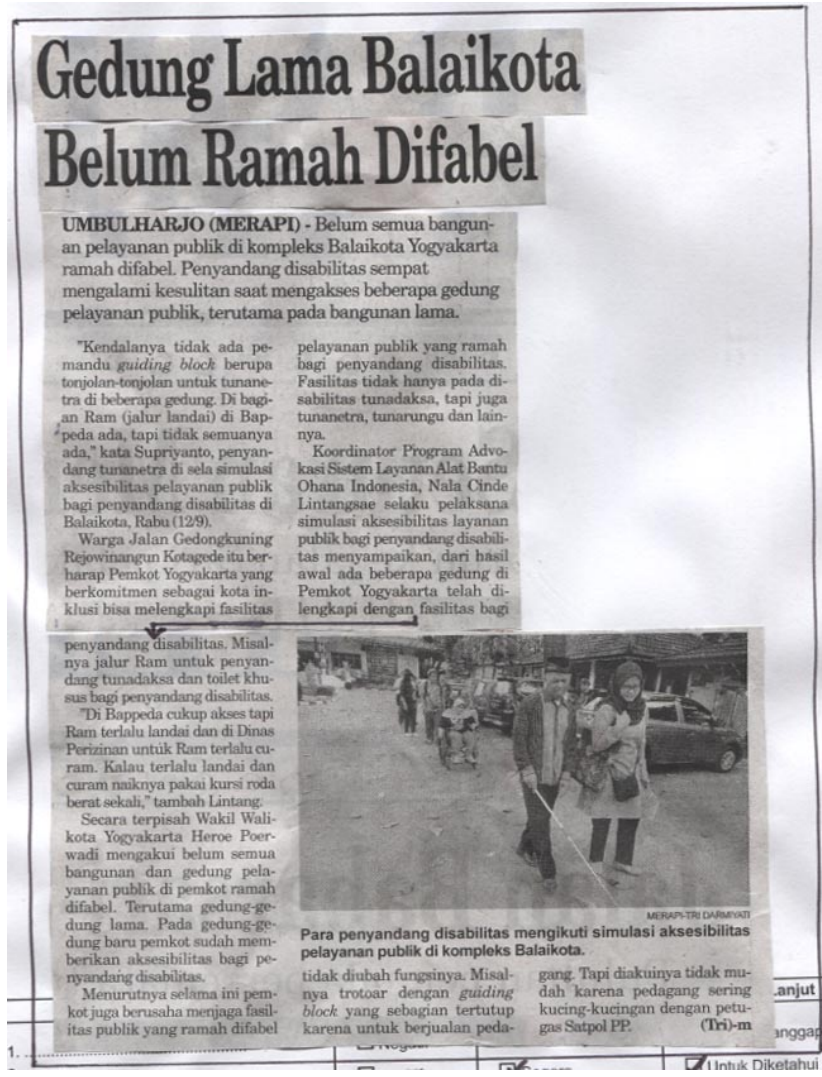 Gedung Lama Balaikota
Belum Ramah Difabel
UMBULHARJO (MERAPI) - Belum semua bangun-
an pelayanan publik di kompleks Balaikota Yogyakarta
ramah difabel. Penyandang disabilitas sempat
mengalami kesulitan saat mengakses beberapa gedung
pelayanan publik, terutama pada bangunan lama.
"Kendalanya tidak ada pe-
mandu guiding block berupa
tonjolan-tonjolan untuk tunane-
tra di beberapa gedung. Di bagi-
an Ram (jalur landai) di Bap-
peda ada, tapi tidak semuanya
ada," kata Supriyanto, penyan-
dang tunanetra di sela simulasi
aksesibilitas pelayanan publik
bagi penyandang disabilitas di
Balaikota, Rabu (12/9).
Warga Jalan Gedongkuning
Rejowinangun Kotagede itu ber-
harap Pemkot Yogyakarta yang
berkomitmen sebagai kota in-
klusi bisa melengkapi fasilitas
pelayanan publik yang ramah
bagi penyandang disabilitas.
Fasilitas tidak hanya pada di-
sabilitas tunadaksa, tapi juga
tunanetra, tunarungu dan lain-
nya.
Koordinator Program Advo-
kasi Sistem Layanan Alat Bantu
Ohana Indonesia, Nala Cinde
Lintangsae selaku pelaksana
simulasi aksesibilitas layanan
publik bagi penyandang disabili-
tas menyampaikan, dari hasil
awal ada beberapa gedung di
Pemkot Yogyakarta telah di-
lengkapi dengan fasilitas bagi
penyandang disabilitas. Misal-
nya jalur Ram untuk penyan-
dang tunadaksa dan toilet khu-
sus bagi penyandang disabilitas.
"Di Bappeda cukup akses tapi
Ram terlalu landai dan di Dinas
Perizinan untuk Ram terlalu cu-
ram. Kalau terlalu landai dan
curam naiknya pakai kursi roda
berat sekali," tambah Lintang.
Secara terpisah Wakil Wali-
kota Yogyakarta Heroe Poer-
wadi mengakui belum semua
bangunan dan gedung pela-
yanan publik di pemkot ramah
difabel. Terutama gedung-ge-
dung lama. Pada gedung-ge-
dung baru pemkot sudah mem-
berikan aksesibilitas bagi pe-
nyandang disabilitas.
Menurutnya selama ini pem-
kot juga berusaha menjaga fasil-
itas publik yang ramah difabel
MERAPI-TRI DARMIYATI
Para penyandang disabilitas mengikuti simulasi aksesibilitas
pelayanan publik di kompleks Balaikota.
tidak diubah fungsinya. Misal-
nya trotoar dengan guiding
block yang sebagian tertutup
karena untuk berjualan peda-
gang. Tapi diakuinya tidak mu-
dah karena pedagang sering
kucing-kucingan dengan petu-
gas Satpol PP. (Tri)-m
1.
Untuk Diketahui